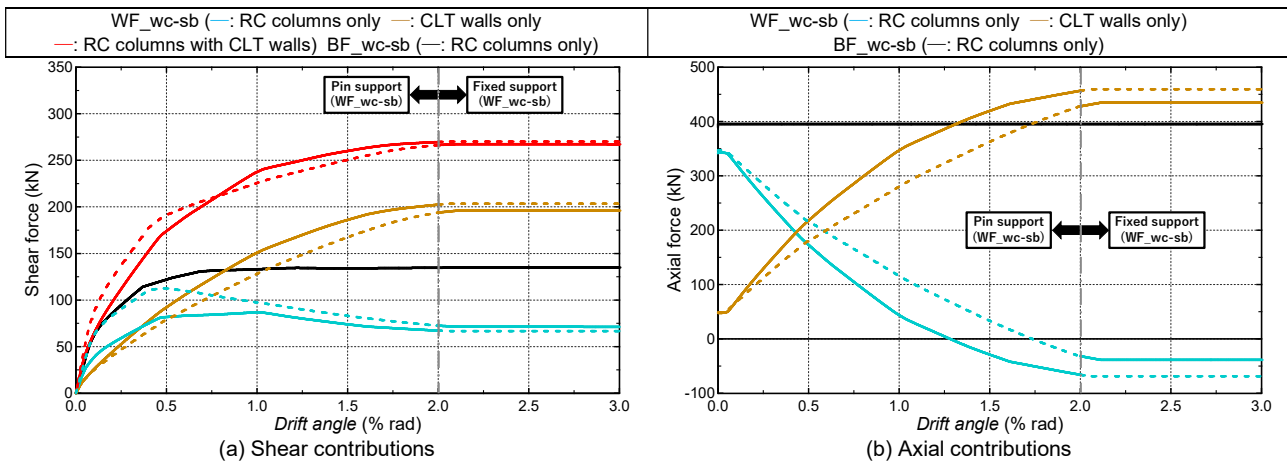 WF_wc-sb (—: RC columns only —: CLT walls only
—: RC columns with CLT walls) BF_wc-sb (—: RC columns only)
WF_wc-sb (—: RC columns only —: CLT walls only)
BF_wc-sb (—: RC columns only)
350
300
250
200
150
100
50
0
Shear force (kN)
Pin support
(WF_wc-sb)
Fixed support
(WF_wc-sb)
0.0 0.5 1.0 1.5 2.0 2.5 3.0
Drift angle (% rad)
(a) Shear contributions
500
400
300
200
100
0
-100
Axial force (kN)
Pin support
(WF_wc-sb)
Fixed support
(WF_wc-sb)
0.0 0.5 1.0 1.5 2.0 2.5 3.0
Drift angle (% rad)
(b) Axial contributions